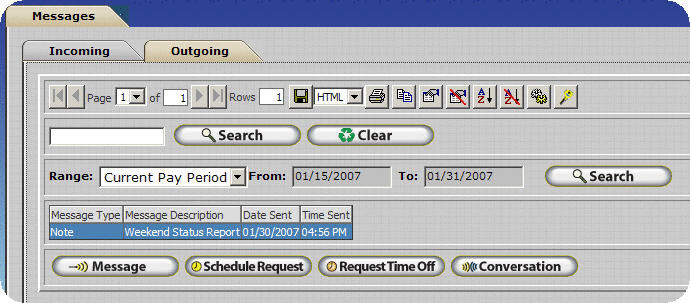 Messages
Incoming Outgoing
Page 1 of 1 Rows 1 HTML
Search Clear
Range: Current Pay Period From: 01/15/2007 To: 01/31/2007 Search
Message Type Message Description Date Sent Time Sent
Note Weekend Status Report 01/30/2007 04:56 PM
Message Schedule Request Request Time Off Conversation